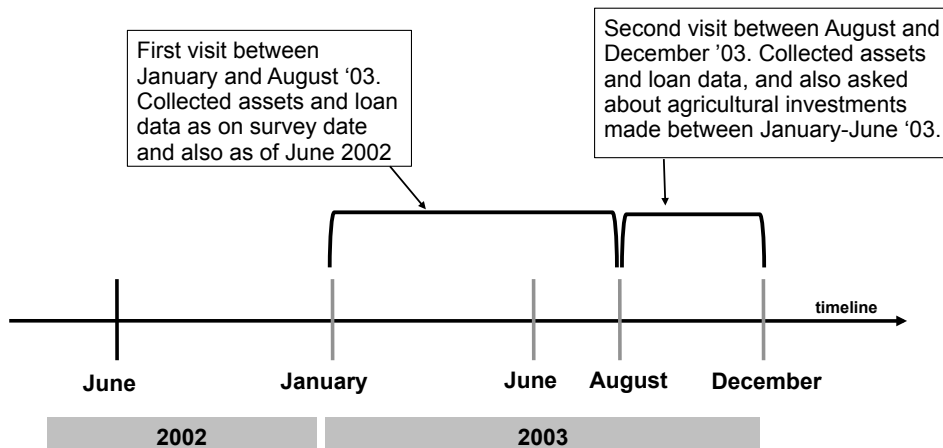 First visit between
January and August ‘03.
Collected assets and loan
data as on survey date
and also as of June 2002
Second visit between August and
December ’03. Collected assets
and loan data, and also asked
about agricultural investments
made between January-June ‘03.
timeline
June
January
June
August
December
2002
2003